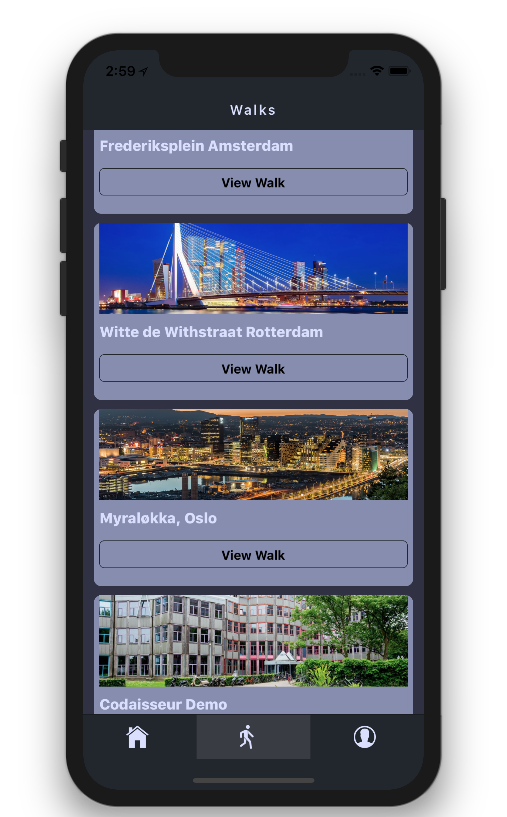 2:59
Walks
Frederiksplein Amsterdam
View Walk
Witte de Withstraat Rotterdam
View Walk
Myraløkka, Oslo
View Walk
Codaisseur Demo